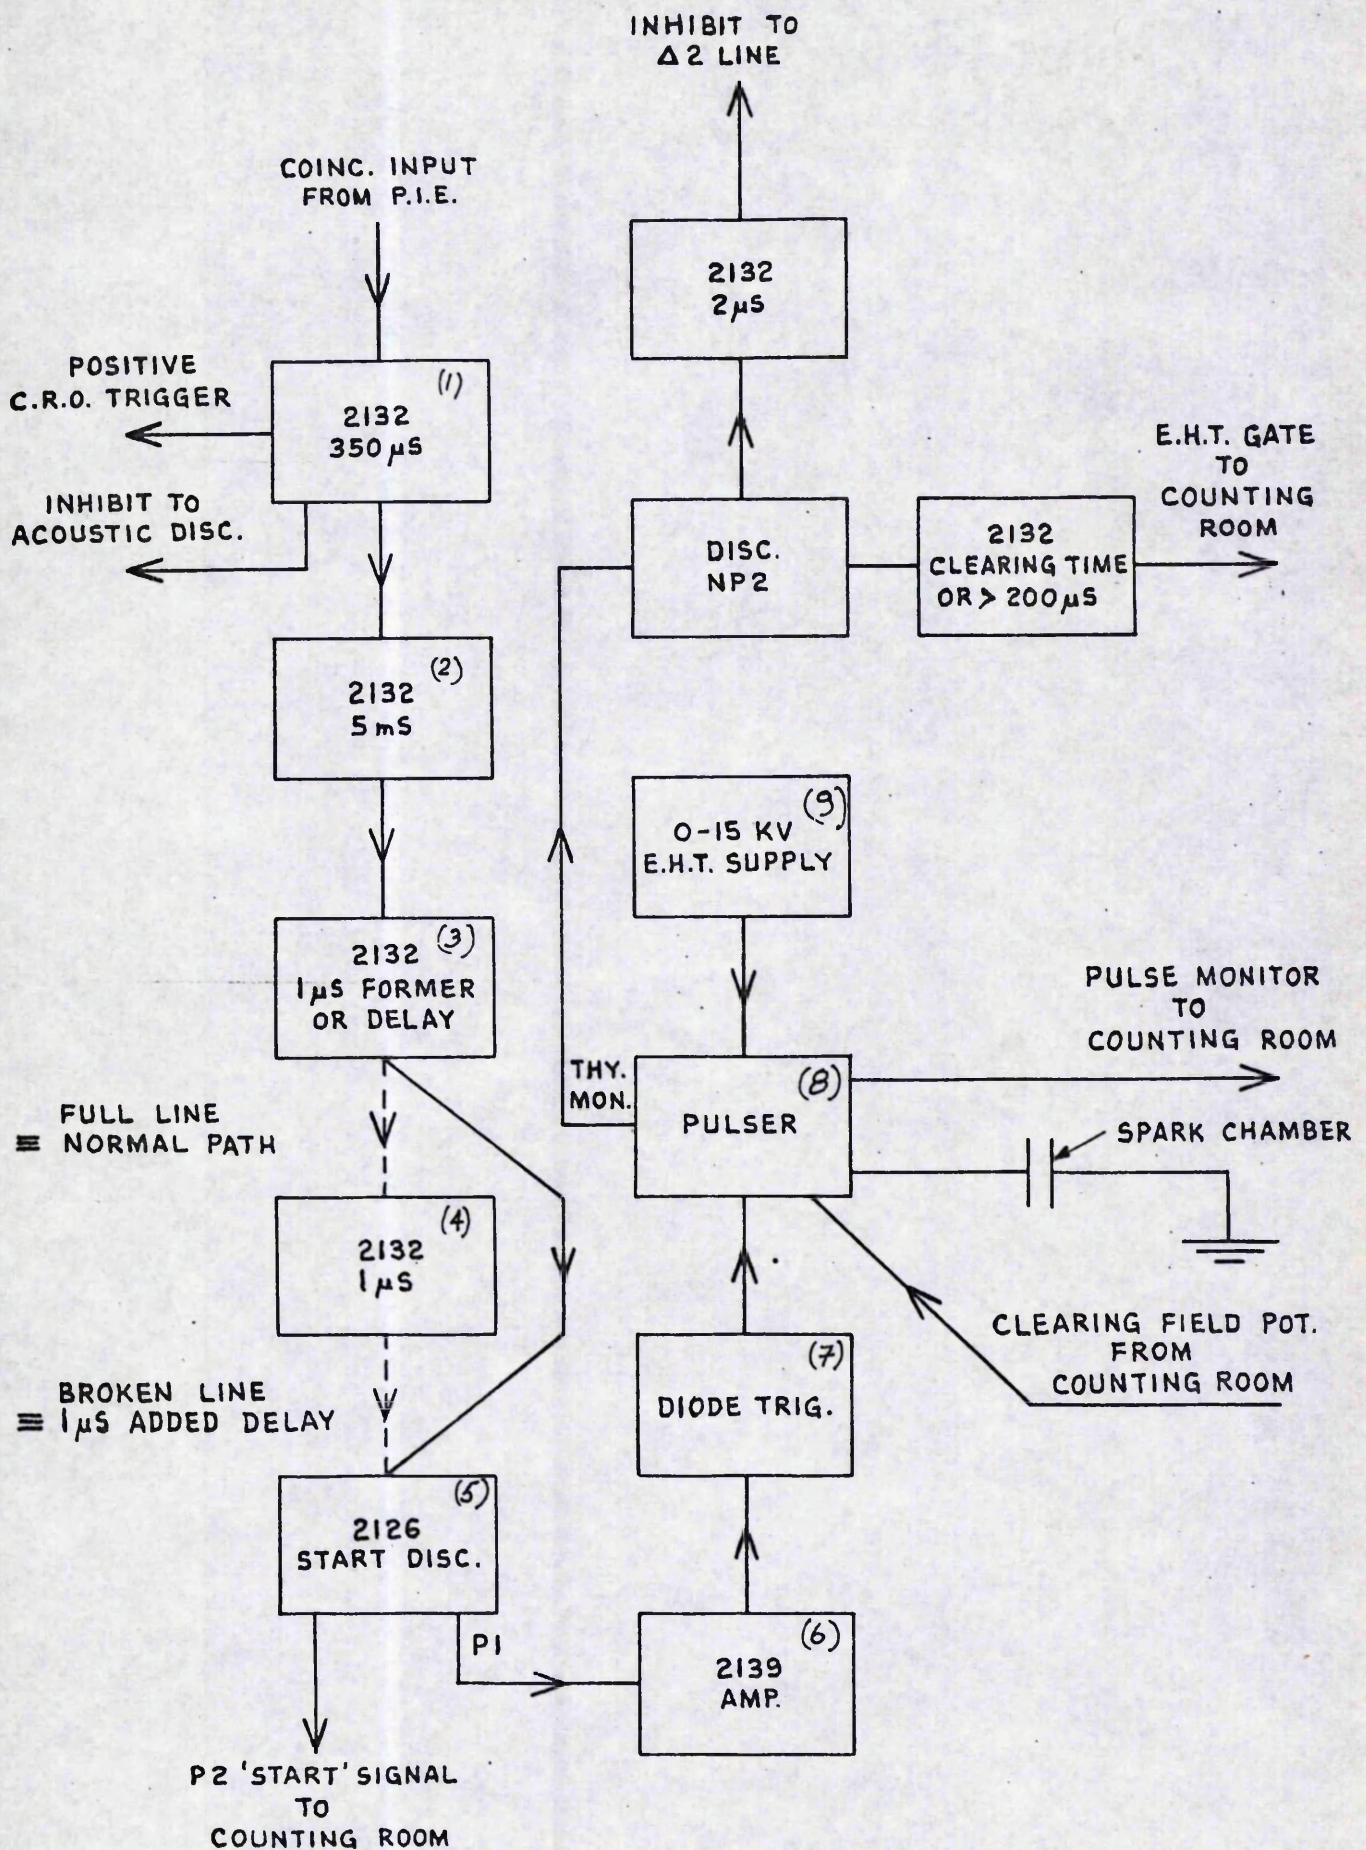 INHIBIT TO
Δ2 LINE
COINC. INPUT
FROM P.I.E.
2132
2µS
POSITIVE
C.R.O. TRIGGER
(1)
2132
350µS
INHIBIT TO
ACOUSTIC DISC.
E.H.T. GATE
TO
COUNTING
ROOM
DISC.
NP2
2132
CLEARING TIME
OR > 200µS
(2)
2132
5mS
(9)
0-15 KV
E.H.T. SUPPLY
(3)
2132
1µS FORMER
OR DELAY
PULSE MONITOR
TO
COUNTING ROOM
THY.
MON.
(8)
PULSER
SPARK CHAMBER
FULL LINE
≡ NORMAL PATH
(4)
2132
1µS
CLEARING FIELD POT.
FROM
COUNTING ROOM
(7)
DIODE TRIG.
BROKEN LINE
≡ 1µS ADDED DELAY
(5)
2126
START DISC.
P1
(6)
2139
AMP.
P2 'START' SIGNAL
TO
COUNTING ROOM